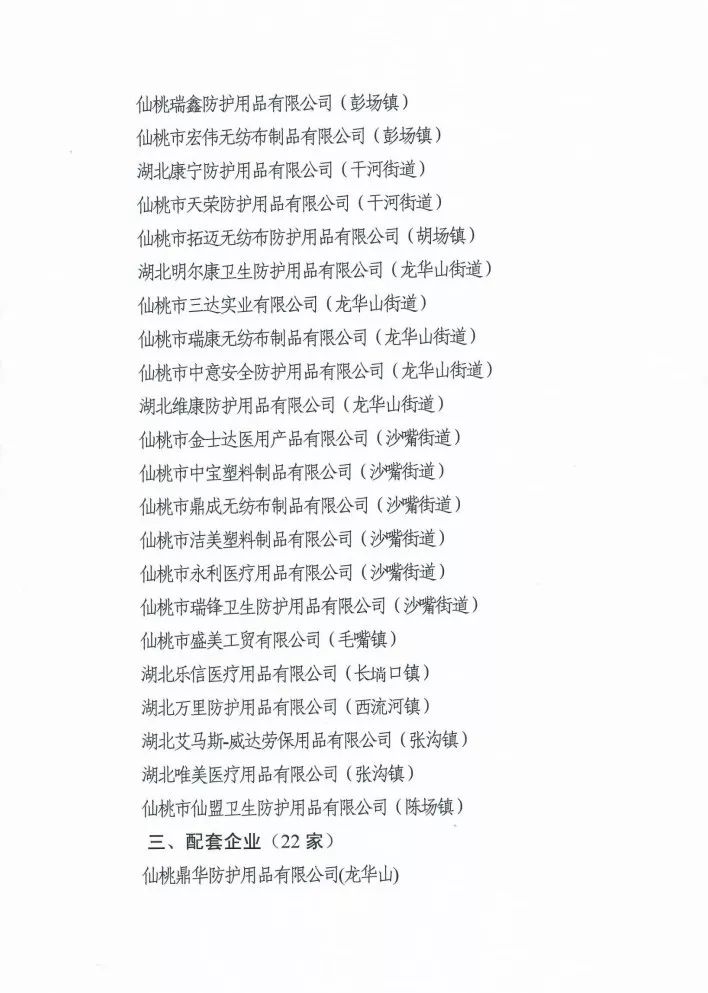 仙桃瑞鑫防护用品有限公司（彭场镇）
仙桃市宏伟无纺布制品有限公司（彭场镇）
湖北康宁防护用品有限公司（干河街道）
仙桃市天荣防护用品有限公司（干河街道）
仙桃市拓迈无纺布防护用品有限公司（胡场镇）
湖北明尔康卫生防护用品有限公司（龙华山街道）
仙桃市三达实业有限公司（龙华山街道）
仙桃市瑞康无纺布制品有限公司（龙华山街道）
仙桃市中意安全防护用品有限公司（龙华山街道）
湖北维康防护用品有限公司（龙华山街道）
仙桃市金士达医用产品有限公司（沙嘴街道）
仙桃市中宝塑料制品有限公司（沙嘴街道）
仙桃市鼎成无纺布制品有限公司（沙嘴街道）
仙桃市洁美塑料制品有限公司（沙嘴街道）
仙桃市永利医疗用品有限公司（沙嘴街道）
仙桃市瑞锋卫生防护用品有限公司（沙嘴街道）
仙桃市盛美工贸有限公司（毛嘴镇）
湖北乐信医疗用品有限公司（长埫口镇）
湖北万里防护用品有限公司（西流河镇）
湖北艾马斯-威达劳保用品有限公司（张沟镇）
湖北唯美医疗用品有限公司（张沟镇）
仙桃市仙盟卫生防护用品有限公司（陈场镇）
三、配套企业（22 家）
仙桃鼎华防护用品有限公司(龙华山)